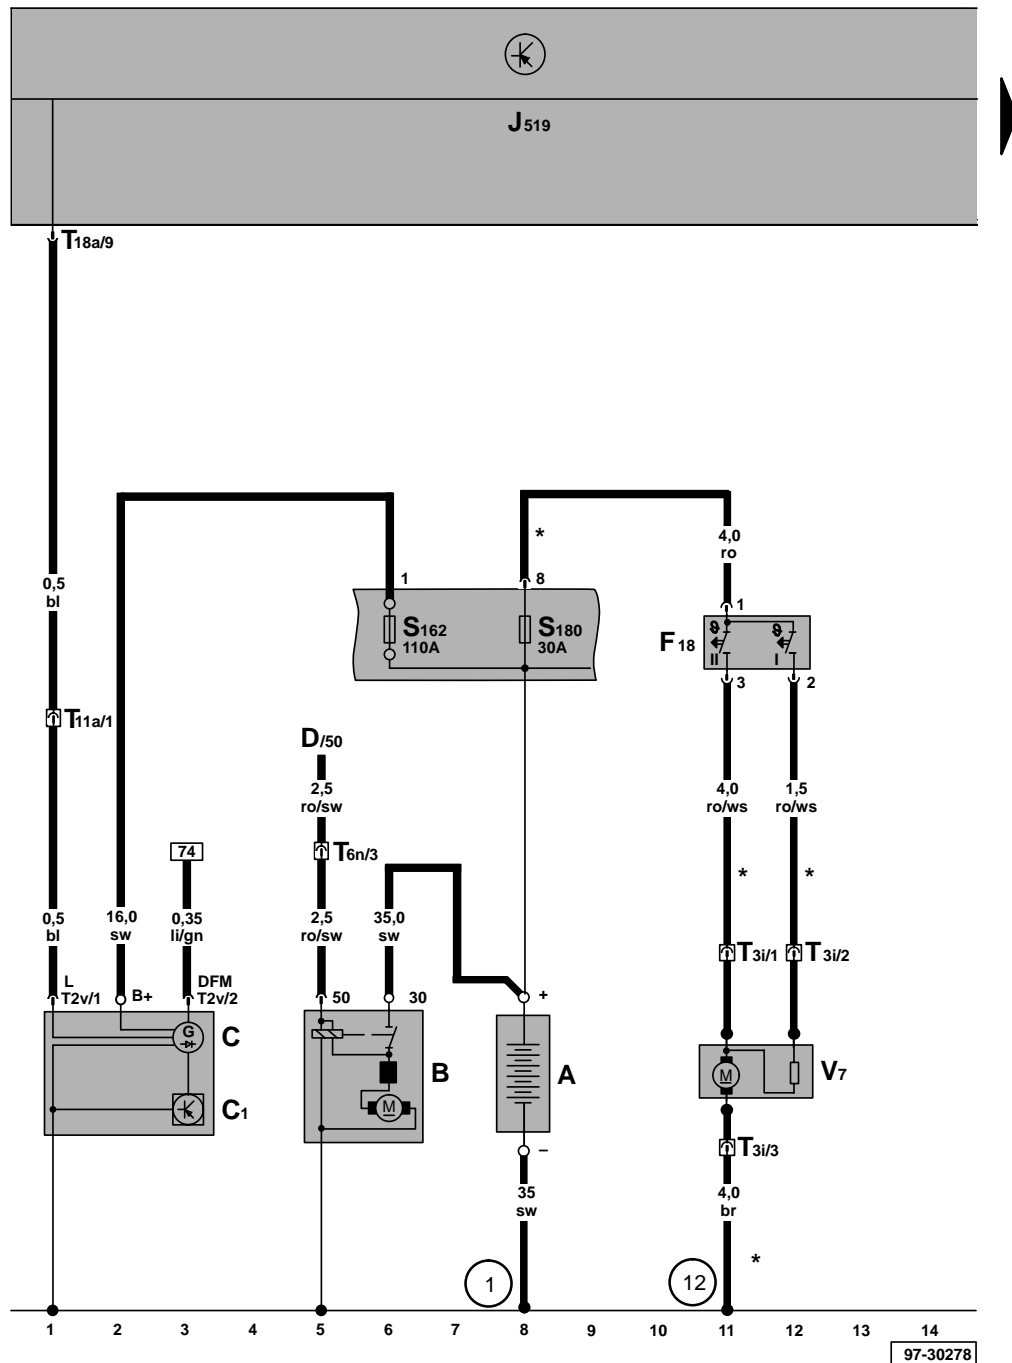 J519
T18a/9
*
4,0
ro
0,5
bl
1
8
1
S162
110A
S180
30A
F18
II
I
3
2
T11a/1
D/50
2,5
ro/sw
4,0
ro/ws
1,5
ro/ws
74
T6n/3
*
*
0,5
bl
16,0
sw
0,35
li/gn
2,5
ro/sw
35,0
sw
T3i/1
T3i/2
L
T2v/1
B+
DFM
T2v/2
50
30
+
G
C
C1
B
M
A
M
V7
−
T3i/3
35
sw
4,0
br
*
1
12
1 2 3 4 5 6 7 8 9 10 11 12 13 14
97-30278